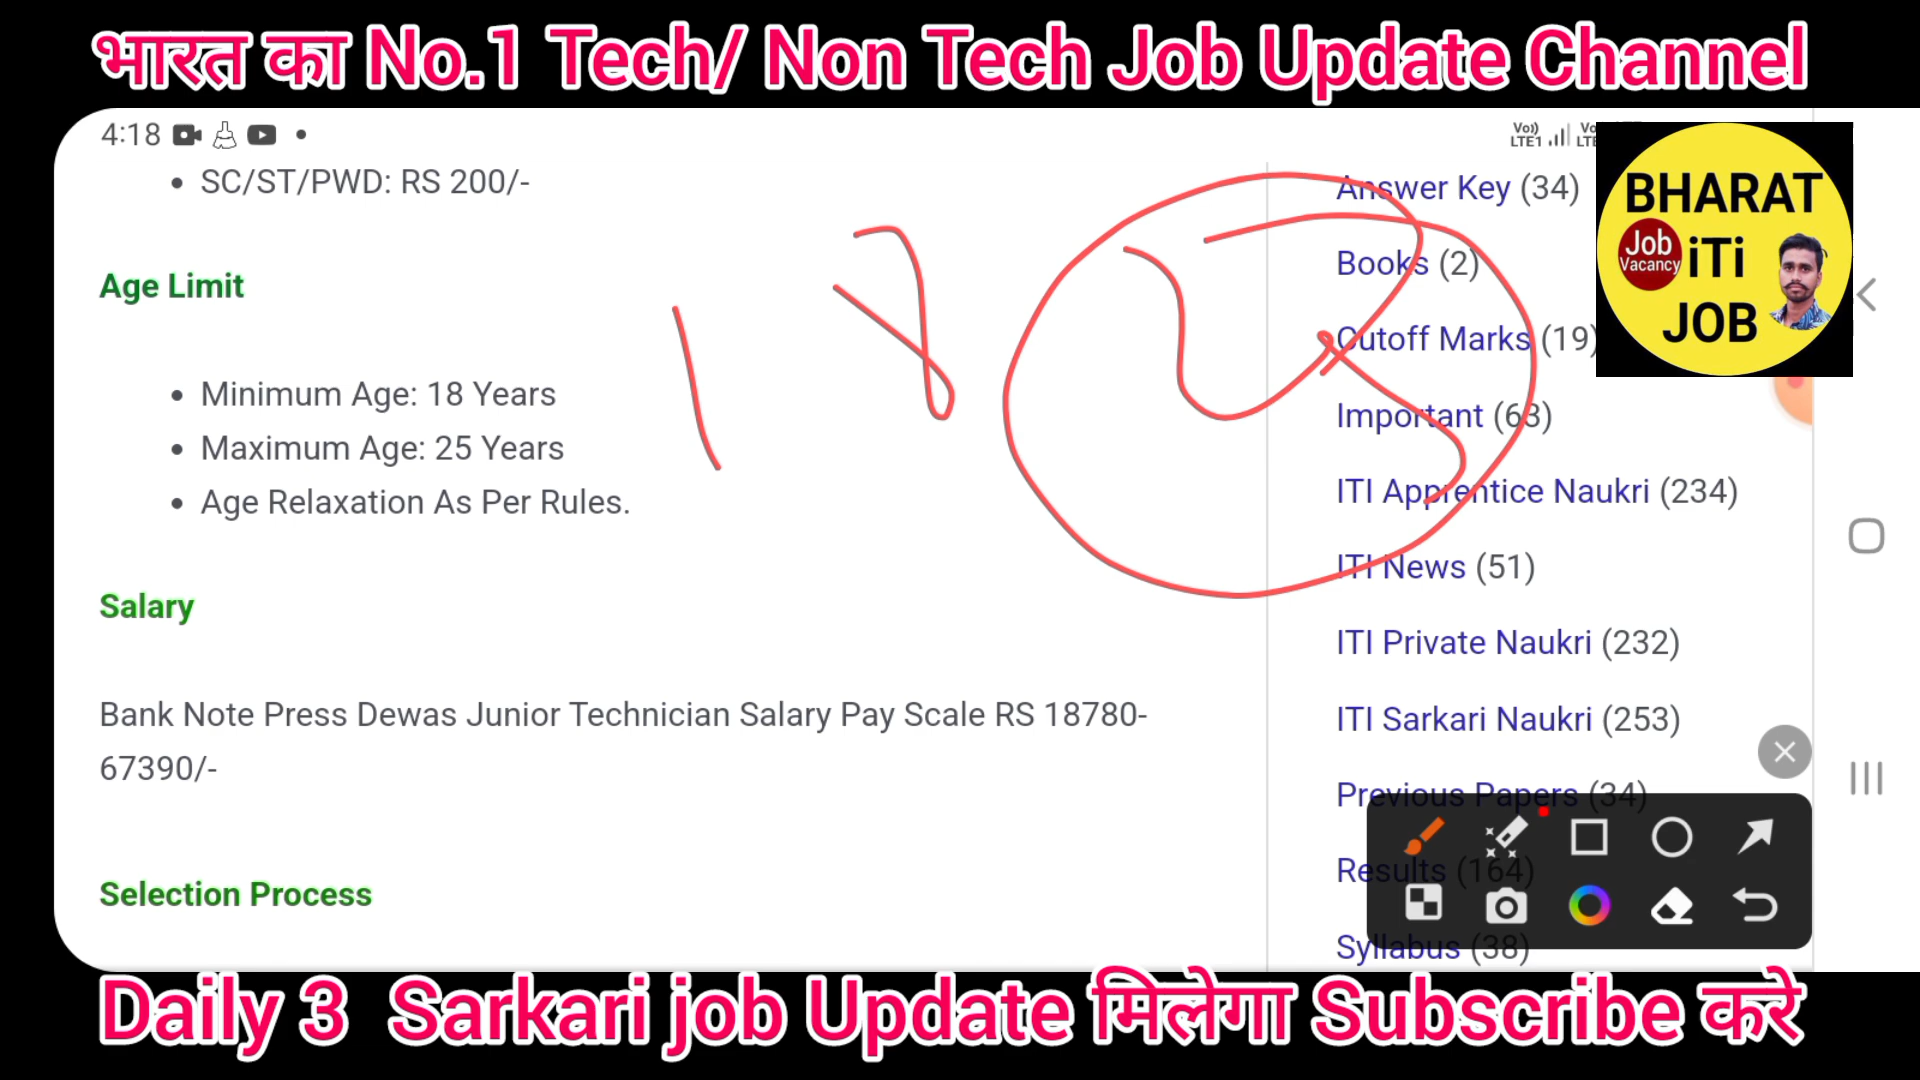 भारत का No.1 Tech/ Non Tech Job Update Channel
4:18
Vo) LTE1
SC/ST/PWD: RS 200/-
Age Limit
Minimum Age: 18 Years
Maximum Age: 25 Years
Age Relaxation As Per Rules.
Salary
Bank Note Press Dewas Junior Technician Salary Pay Scale RS 18780-
67390/-
Selection Process
18 25
Answer Key (34)
Books (2)
Cutoff Marks (19)
Important (63)
ITI Apprentice Naukri (234)
ITI News (51)
ITI Private Naukri (232)
ITI Sarkari Naukri (253)
Previous Papers (34)
Results (164)
Syllabus (38)
BHARAT
Job Vacancy
iTi
JOB
Daily 3 Sarkari job Update मिलेगा Subscribe करे